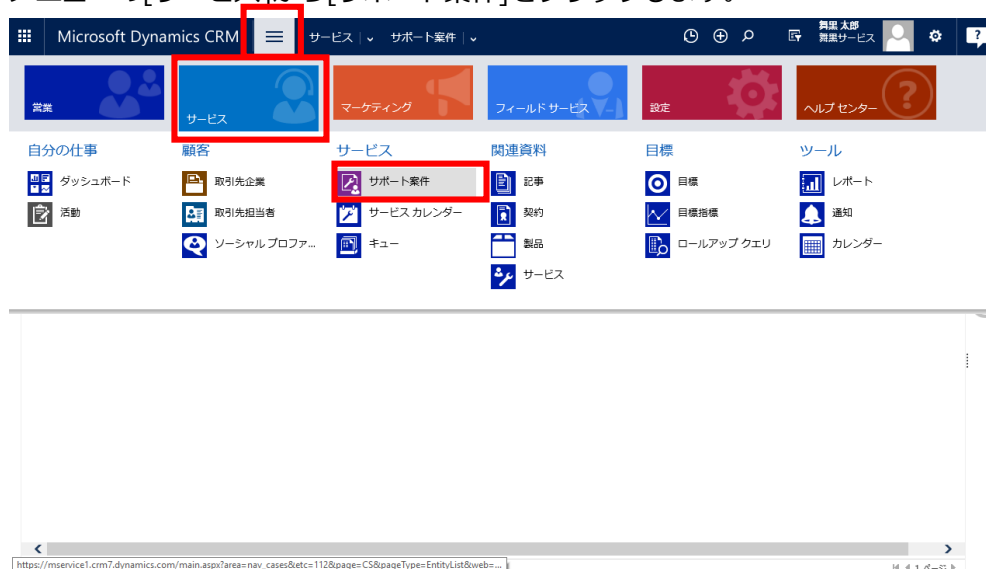 Microsoft Dynamics CRM サービス サポート案件 舞黒 太郎
舞黒サービス ?
営業 サービス マーケティング フィールド サービス 設定 ヘルプ センター ?
自分の仕事 顧客 サービス 関連資料 目標 ツール
ダッシュボード 取引先企業 サポート案件 記事 目標 レポート
活動 取引先担当者 サービス カレンダー 契約 目標指標 通知
ソーシャル プロファ... キュー 製品 ロールアップ クエリ カレンダー
サービス
https://mservice1.crm7.dynamics.com/main.aspx?area=nav_cases&etc=112&page=CS&pageType=EntityList&web=...